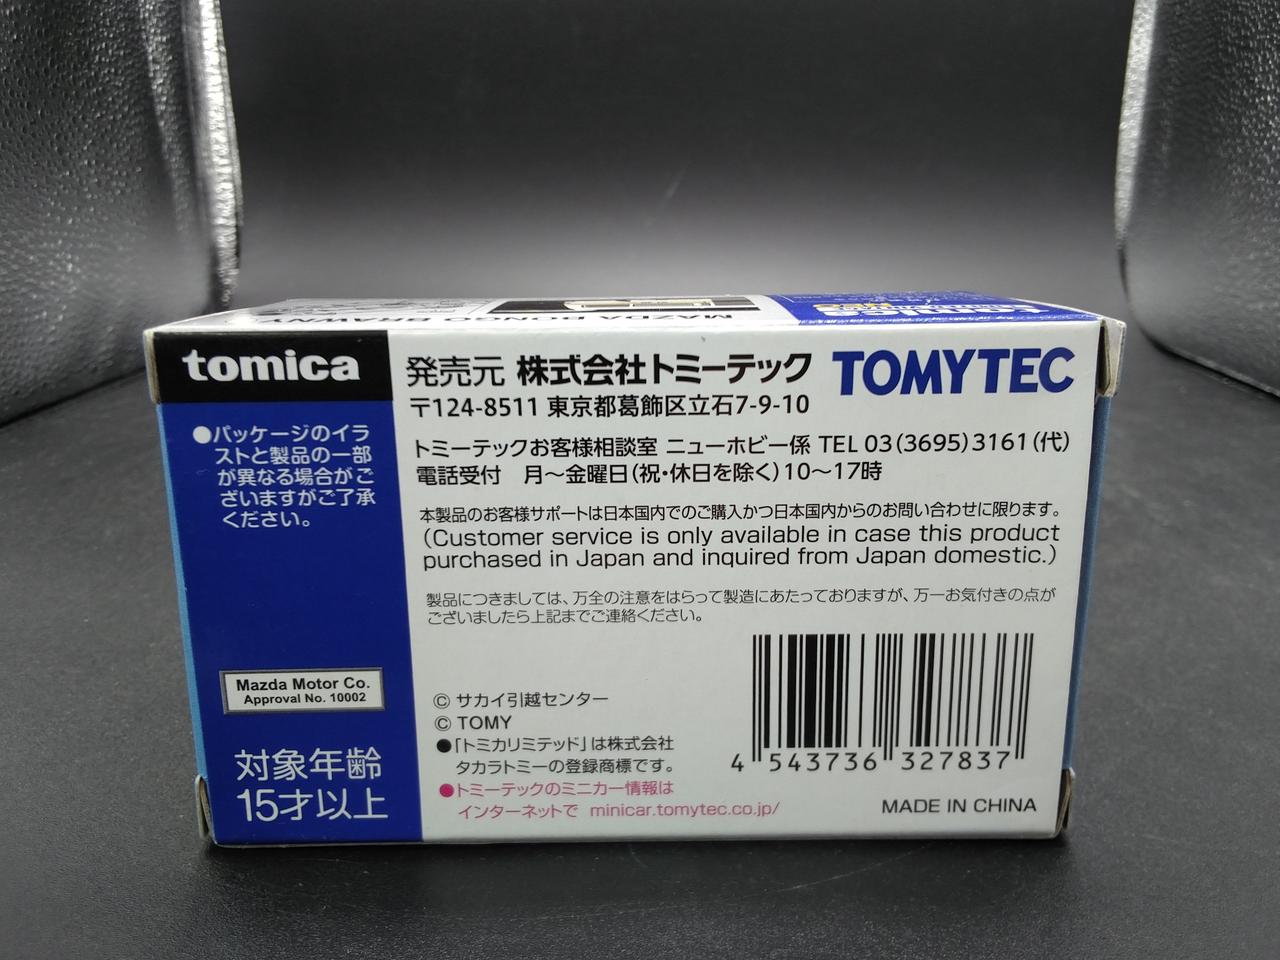 MAZDA BONGO BRAWNY
tomica
●パッケージのイラ
ストと製品の一部
が異なる場合がご
ざいますがご了承
ください。
Mazda Motor Co.
Approval No. 10002
対象年齢
15才以上
発売元 株式会社トミーテック TOMYTEC
〒124-8511 東京都葛飾区立石7-9-10
トミーテックお客様相談室 ニューホビー係 TEL 03(3695)3161(代)
電話受付 月～金曜日(祝・休日を除く)10～17時
本製品のお客様サポートは日本国内でのご購入かつ日本国内からのお問い合わせに限ります。
(Customer service is only available in case this product
purchased in Japan and inquired from Japan domestic.)
製品につきましては、万全の注意をはらって製造にあたっておりますが、万一お気付きの点が
ございましたら上記までご連絡ください。
© サカイ引越センター
© TOMY
●「トミカリミテッド」は株式会社
タカラトミーの登録商標です。
●トミーテックのミニカー情報は
インターネットで minicar.tomytec.co.jp/
4 543736 327837
MADE IN CHINA